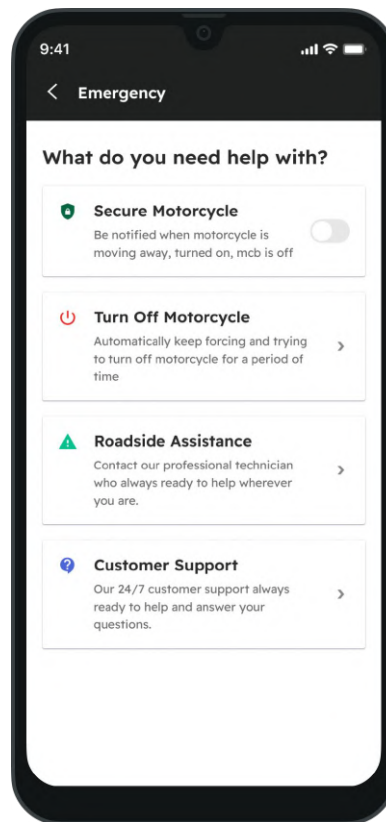 9:41
Emergency
What do you need help with?
Secure Motorcycle
Be notified when motorcycle is
moving away, turned on, mcb is off
Turn Off Motorcycle
Automatically keep forcing and trying
to turn off motorcycle for a period of
time
Roadside Assistance
Contact our professional technician
who always ready to help wherever
you are.
Customer Support
Our 24/7 customer support always
ready to help and answer your
questions.